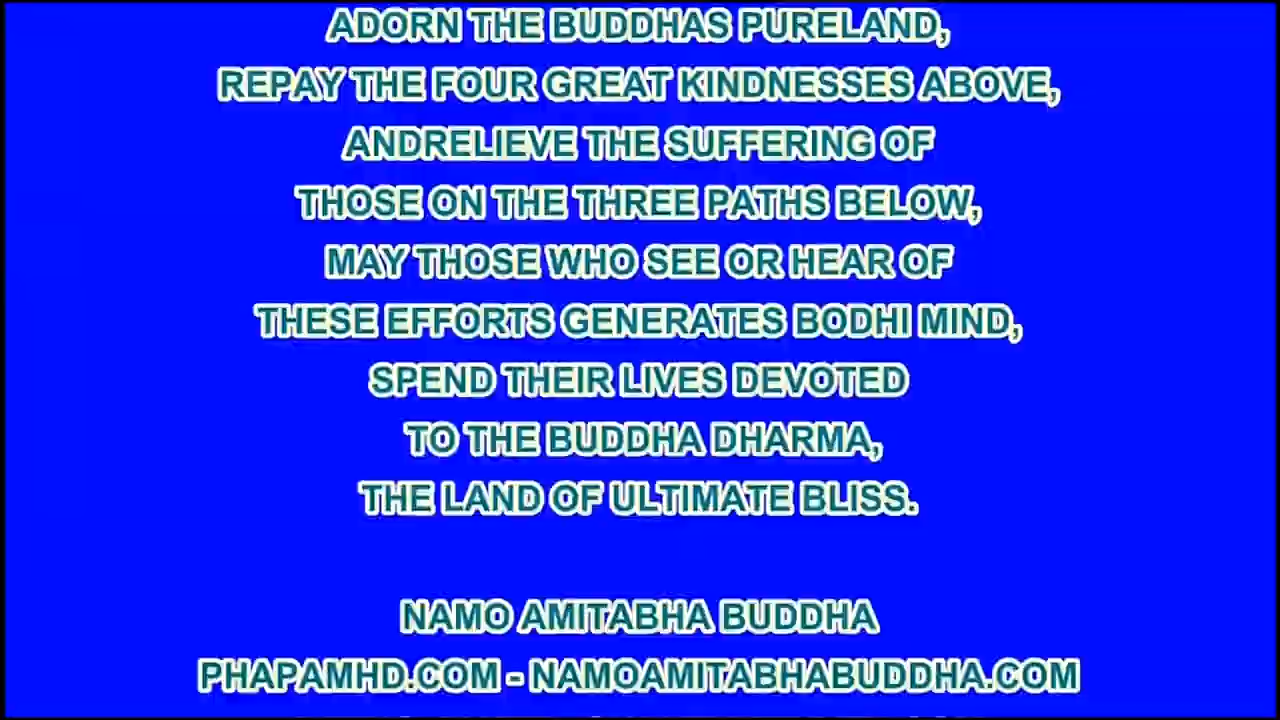 ADORN THE BUDDHAS PURELAND,
REPAY THE FOUR GREAT KINDNESSES ABOVE,
ANDRELIEVE THE SUFFERING OF
THOSE ON THE THREE PATHS BELOW,
MAY THOSE WHO SEE OR HEAR OF
THESE EFFORTS GENERATES BODHI MIND,
SPEND THEIR LIVES DEVOTED
TO THE BUDDHA DHARMA,
THE LAND OF ULTIMATE BLISS.
NAMO AMITABHA BUDDHA
PHAPAMHD.COM - NAMOAMITABHABUDDHA.COM